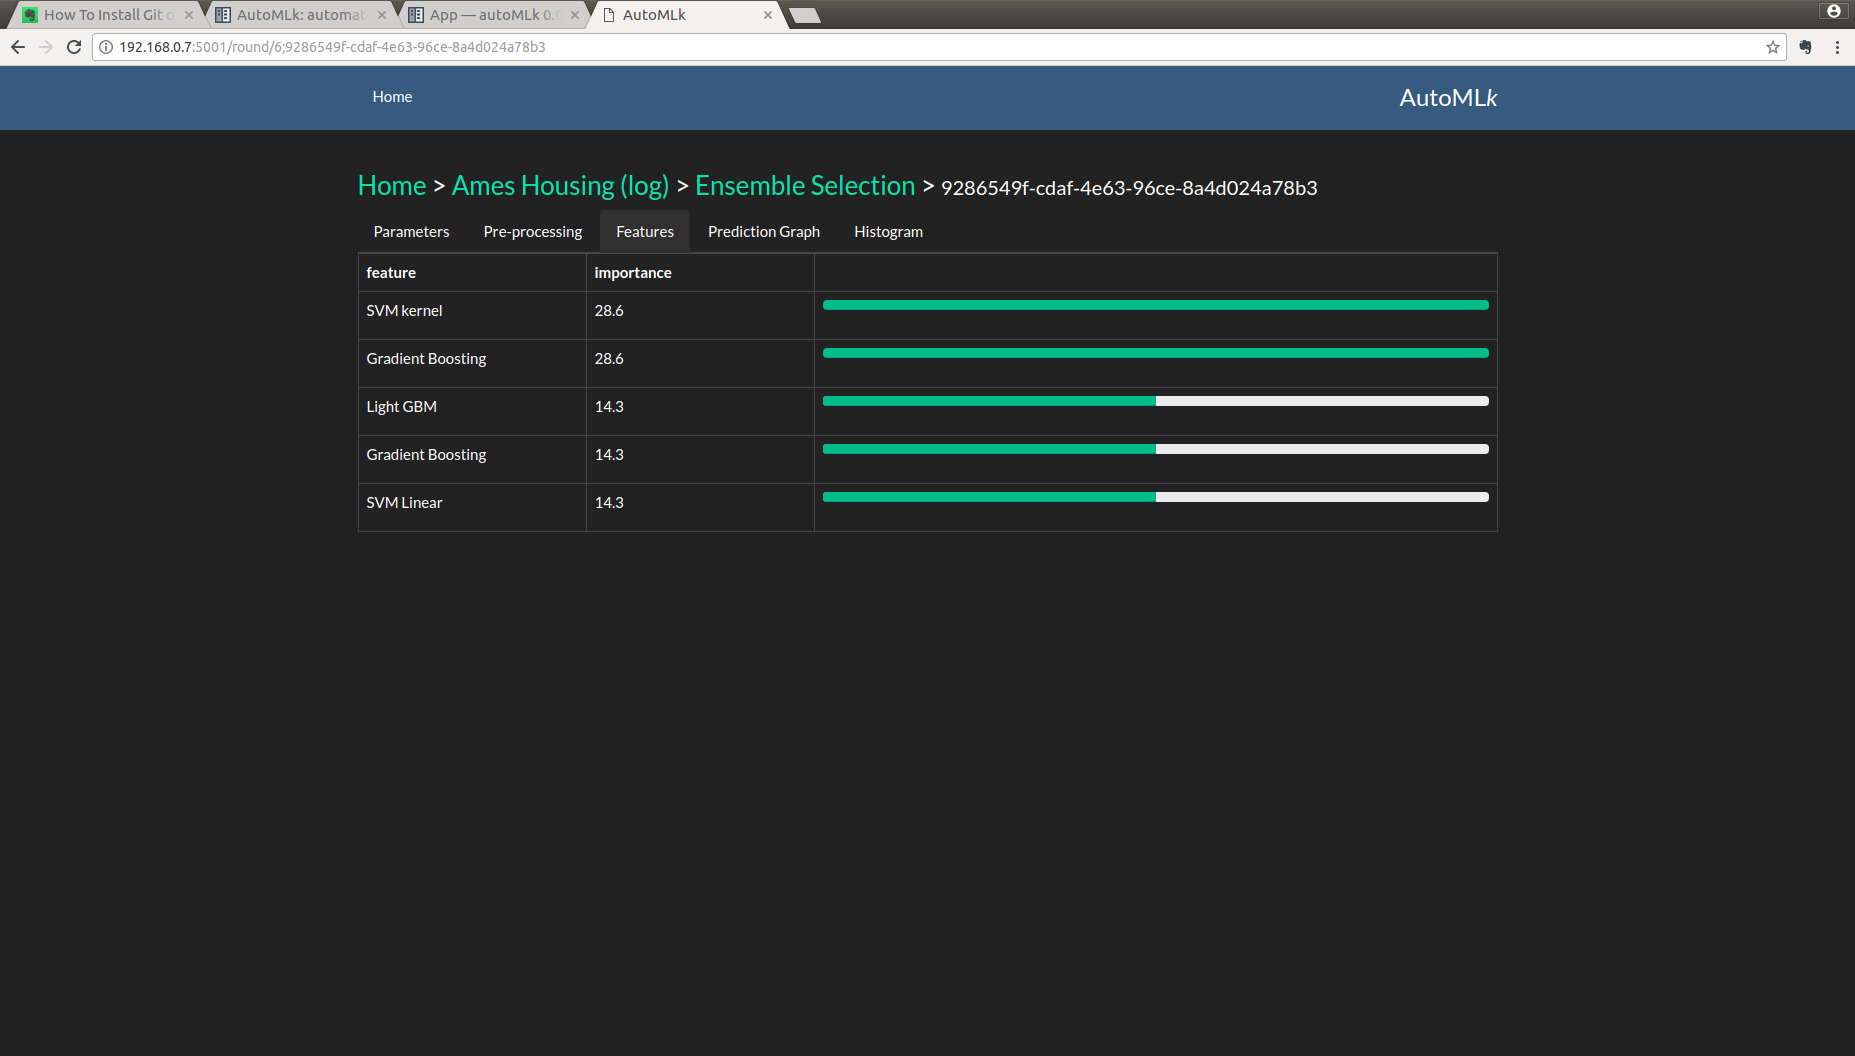 How To Install Git o
AutoMLk: automat
App — autoMLk 0.0
AutoMLk
192.168.0.7:5001/round/6;9286549f-cdaf-4e63-96ce-8a4d024a78b3
Home
AutoMLk
Home > Ames Housing (log) > Ensemble Selection > 9286549f-cdaf-4e63-96ce-8a4d024a78b3
Parameters Pre-processing Features Prediction Graph Histogram
feature importance
SVM kernel 28.6
Gradient Boosting 28.6
Light GBM 14.3
Gradient Boosting 14.3
SVM Linear 14.3